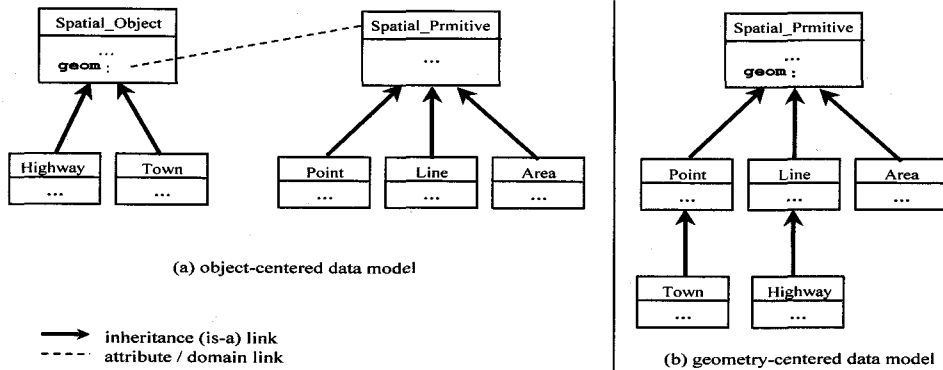 Spatial_Object
...
geom :
Spatial_Prmitive
...
Highway
...
Town
...
Point
...
Line
...
Area
...
(a) object-centered data model
inheritance (is-a) link
attribute / domain link
Spatial_Prmitive
...
geom :
Point
...
Line
...
Area
...
Town
...
Highway
...
(b) geometry-centered data model